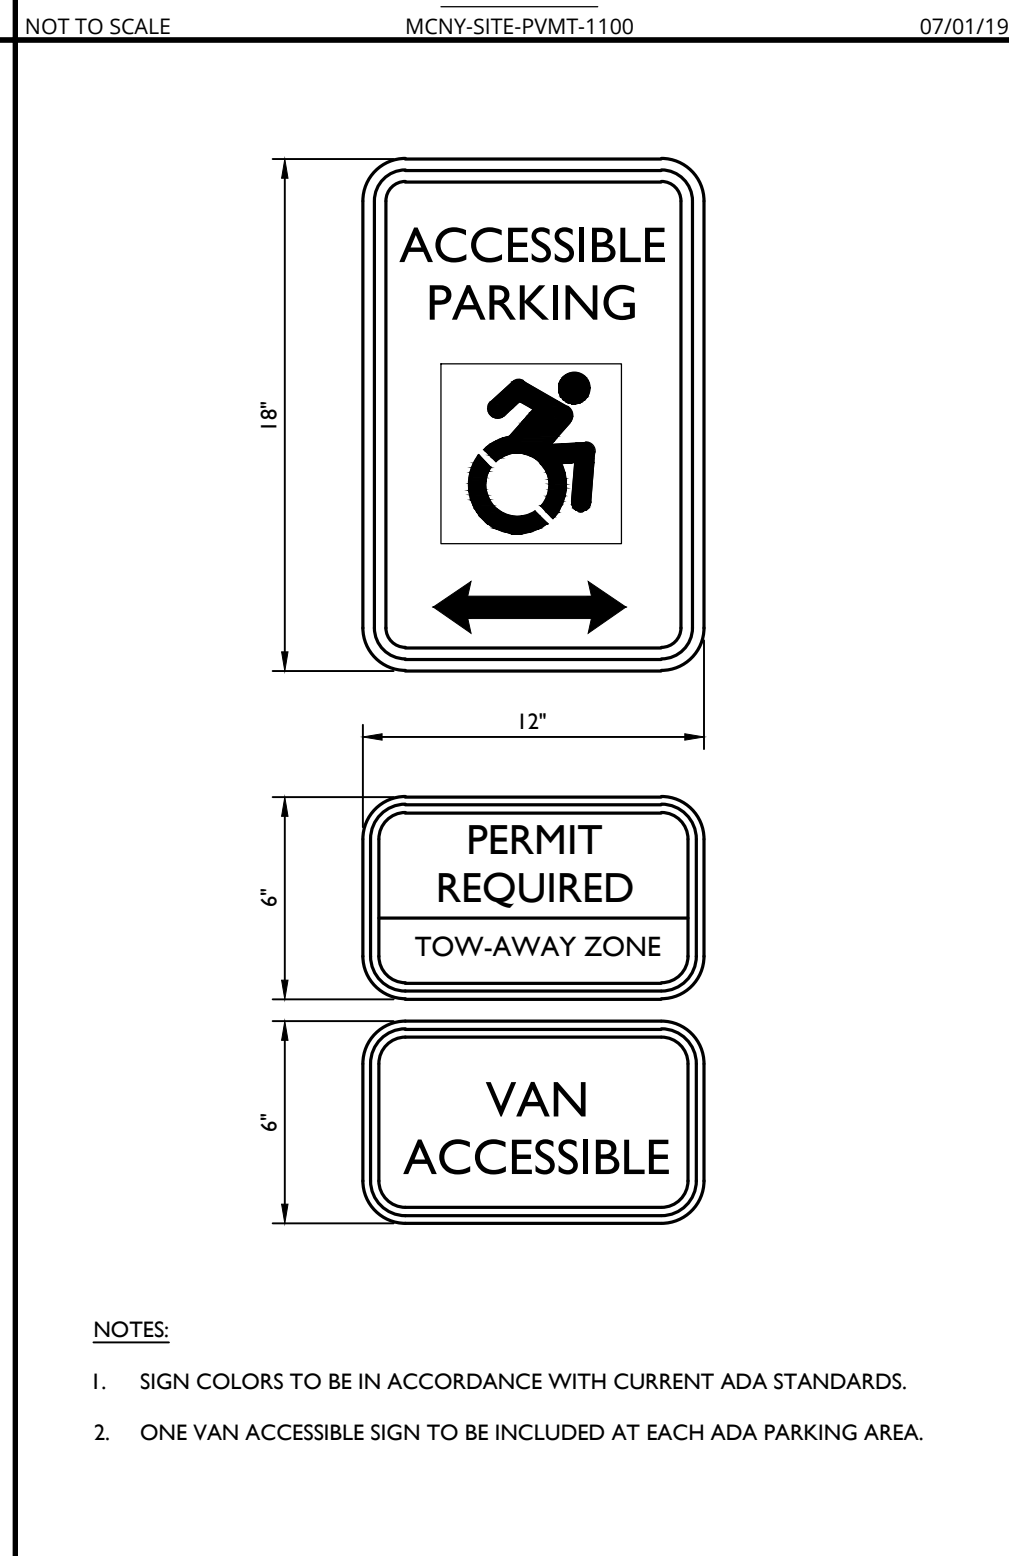 NOT TO SCALE MCNY-SITE-PVMT-1100 07/01/19
ACCESSIBLE
PARKING
18"
12"
PERMIT
REQUIRED
6"
TOW-AWAY ZONE
VAN
6"
ACCESSIBLE
NOTES:
1. SIGN COLORS TO BE IN ACCORDANCE WITH CURRENT ADA STANDARDS.
2. ONE VAN ACCESSIBLE SIGN TO BE INCLUDED AT EACH ADA PARKING AREA.